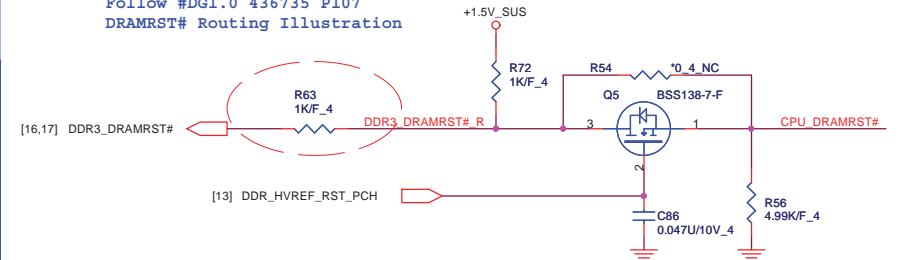 Follow #DG1.0 436735 P107
DRAMRST# Routing Illustration
+1.5V_SUS
R72
1K/F_4
R54
*0_4_NC
R63
1K/F_4
Q5
BSS138-7-F
[16,17] DDR3_DRAMRST#
DDR3_DRAMRST#_R
3
1
CPU_DRAMRST#
2
[13] DDR_HVREF_RST_PCH
R56
4.99K/F_4
C86
0.047U/10V_4